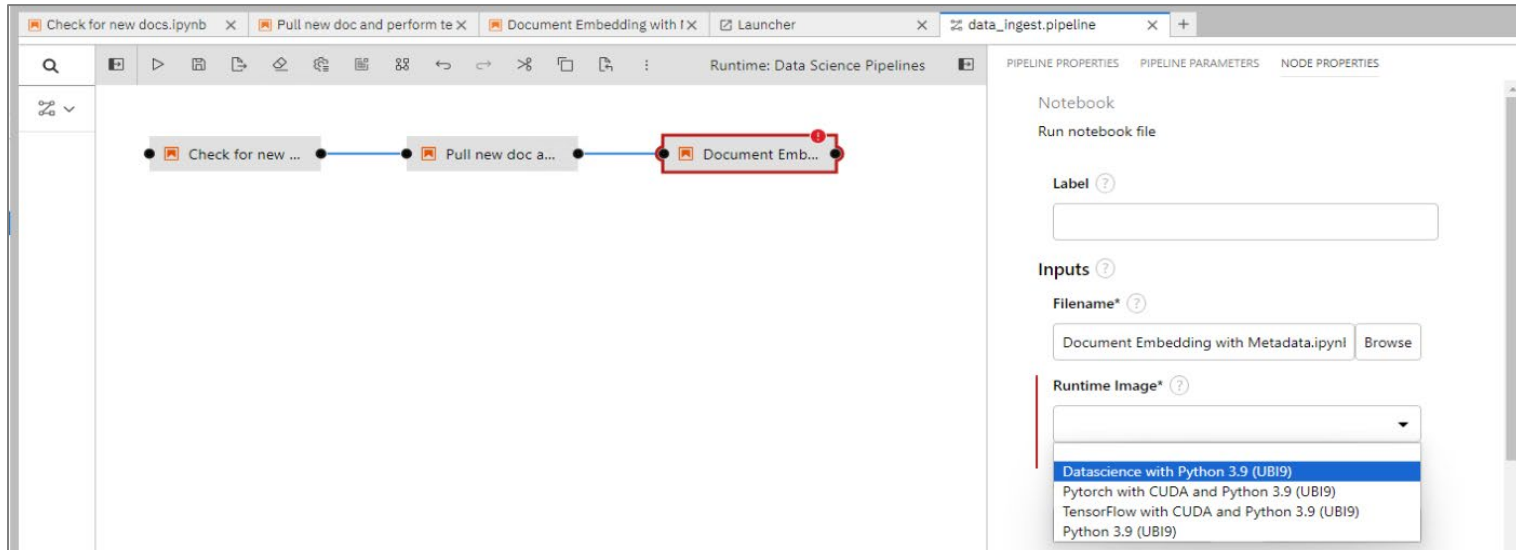 Check for new docs.ipynb
Pull new doc and perform te
Document Embedding with
Launcher
data_ingest.pipeline
Runtime: Data Science Pipelines
PIPELINE PROPERTIES PIPELINE PARAMETERS NODE PROPERTIES
Notebook
Run notebook file
Check for new ...
Pull new doc a...
Document Emb...
Label
Inputs
Filename*
Document Embedding with Metadata.ipyn
Browse
Runtime Image*
Datascience with Python 3.9 (UBI9)
Pytorch with CUDA and Python 3.9 (UBI9)
TensorFlow with CUDA and Python 3.9 (UBI9)
Python 3.9 (UBI9)